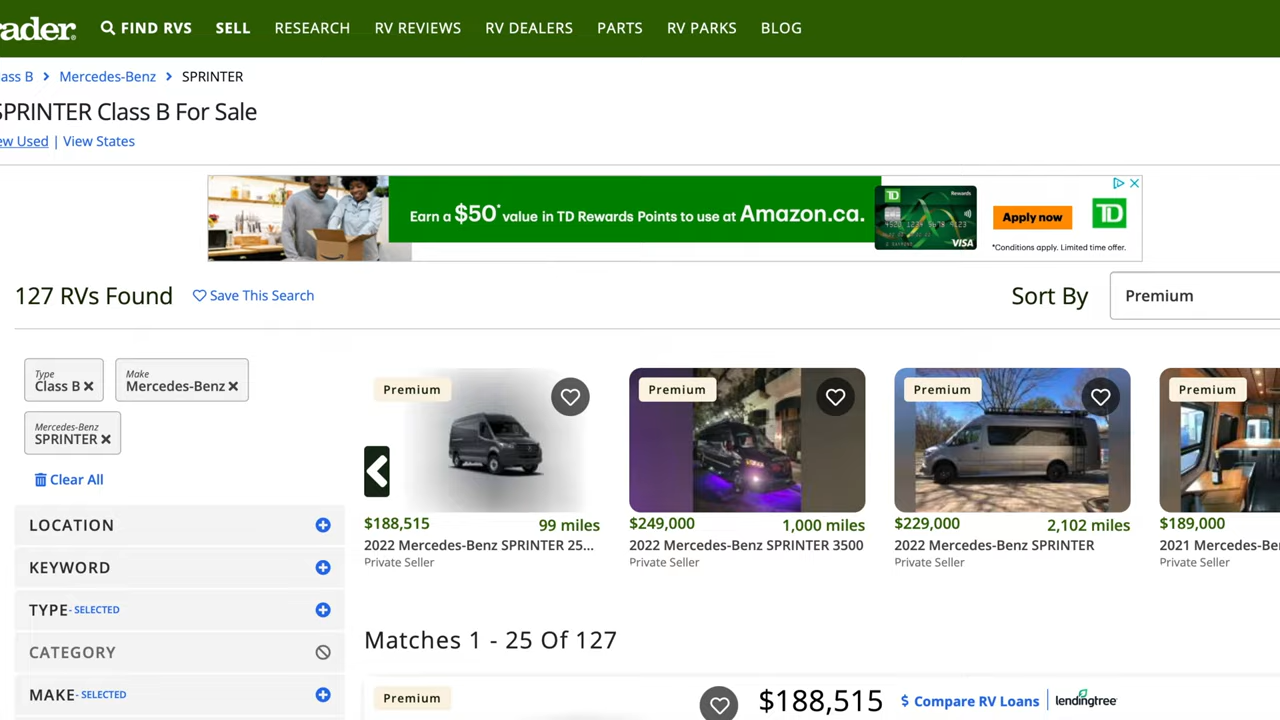 rader.
FIND RVS SELL RESEARCH RV REVIEWS RV DEALERS PARTS RV PARKS BLOG
ass B > Mercedes-Benz > SPRINTER
SPRINTER Class B For Sale
ew Used | View States
Earn a $50* value in TD Rewards Points to use at Amazon.ca.
TD Rewards
VISA
Apply now
TD
*Conditions apply. Limited time offer.
127 RVs Found
Save This Search
Sort By
Premium
Type
Class B
Make
Mercedes-Benz
Mercedes-Benz
SPRINTER
Clear All
LOCATION
KEYWORD
TYPE - SELECTED
CATEGORY
MAKE - SELECTED
Premium
$188,515 99 miles
2022 Mercedes-Benz SPRINTER 25...
Private Seller
Premium
$249,000 1,000 miles
2022 Mercedes-Benz SPRINTER 3500
Private Seller
Premium
$229,000 2,102 miles
2022 Mercedes-Benz SPRINTER
Private Seller
Premium
$189,000
2021 Mercedes-Be
Private Seller
Matches 1 - 25 Of 127
Premium
$188,515
$ Compare RV Loans
lendingtree